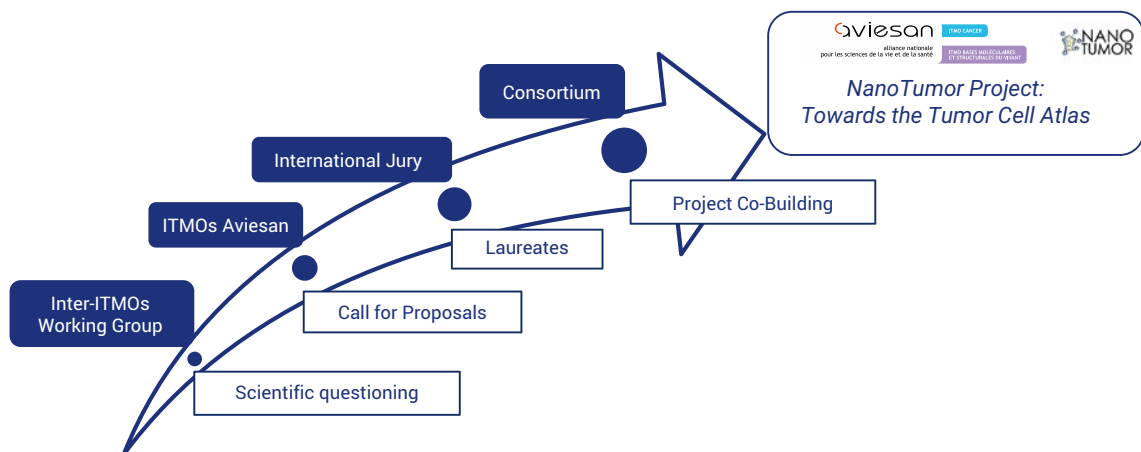 aviesan
alliance nationale
pour les sciences de la vie et de la santé
ITMO CANCER
ITMO BASES MOLÉCULAIRES
ET STRUCTURALES DU VIVANT
NANO
TUMOR
NanoTumor Project:
Towards the Tumor Cell Atlas
Consortium
Project Co-Building
International Jury
Laureates
ITMOs Aviesan
Call for Proposals
Inter-ITMOs
Working Group
Scientific questioning